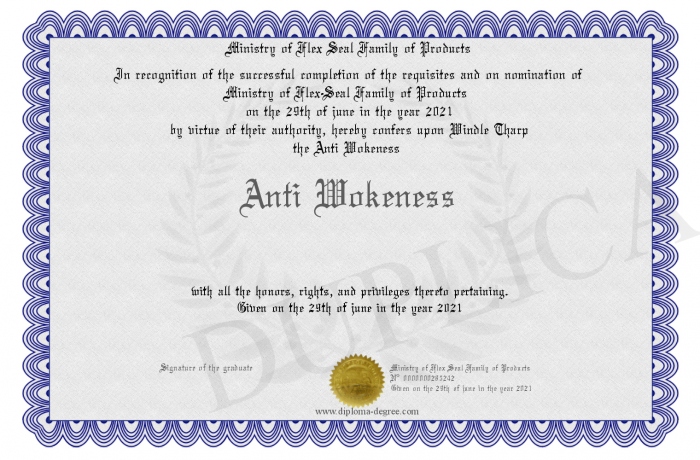 Ministry of Flex Seal Family of Products
In recognition of the successful completion of the requisites and on nomination of
Ministry of Flex-Seal Family of Products
on the 29th of june in the year 2021
by virtue of their authority, hereby confers upon Windle Tharp
the Anti Wokeness
Anti Wokeness
with all the honors, rights, and privileges thereto pertaining.
Given on the 29th of june in the year 2021
DUPLICA
Signature of the graduate
Ministry of Flex Seal Family of Products
N° 0000000283242
Given on the 29th of june in the year 2021
www.diploma-degree.com